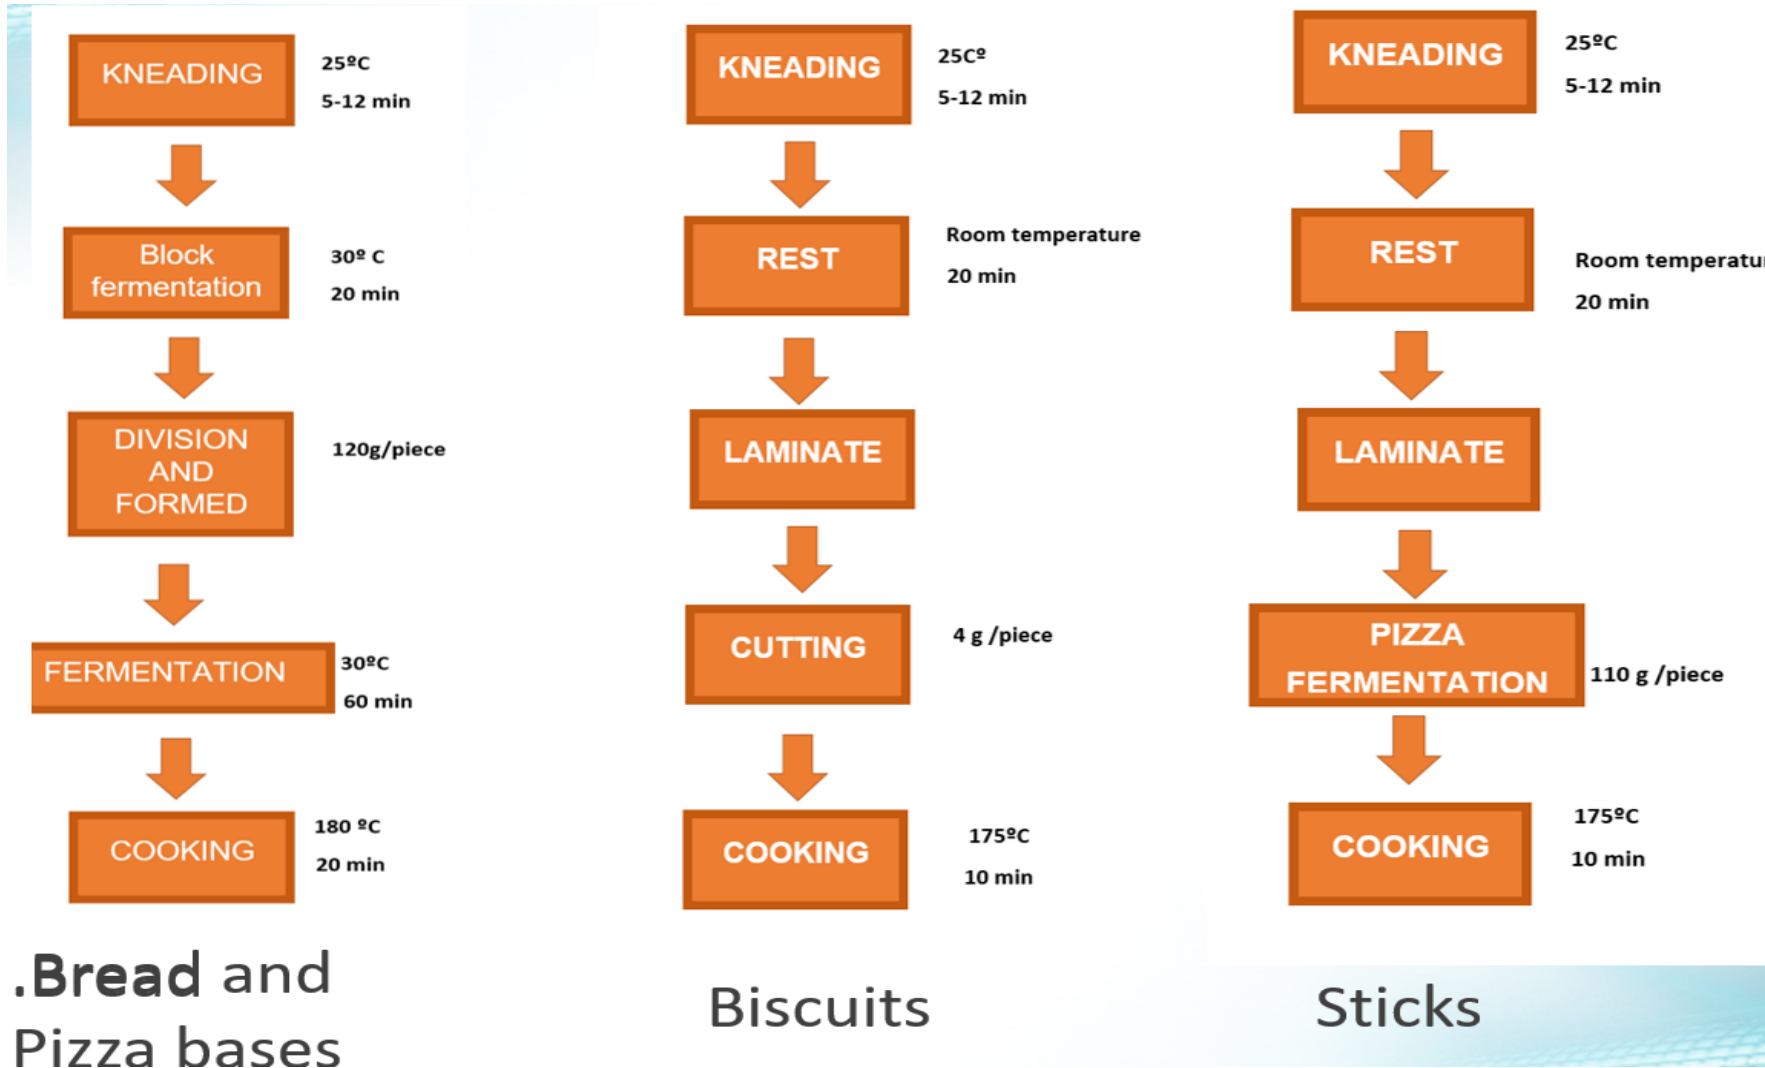 KNEADING
25ºC
5-12 min
Block
fermentation
30º C
20 min
DIVISION
AND
FORMED
120g/piece
FERMENTATION
30ºC
60 min
COOKING
180 ºC
20 min
.Bread and
Pizza bases
KNEADING
25Cº
5-12 min
REST
Room temperature
20 min
LAMINATE
CUTTING
4 g /piece
COOKING
175ºC
10 min
Biscuits
KNEADING
25ºC
5-12 min
REST
Room temperatur
20 min
LAMINATE
PIZZA
FERMENTATION
110 g /piece
COOKING
175ºC
10 min
Sticks